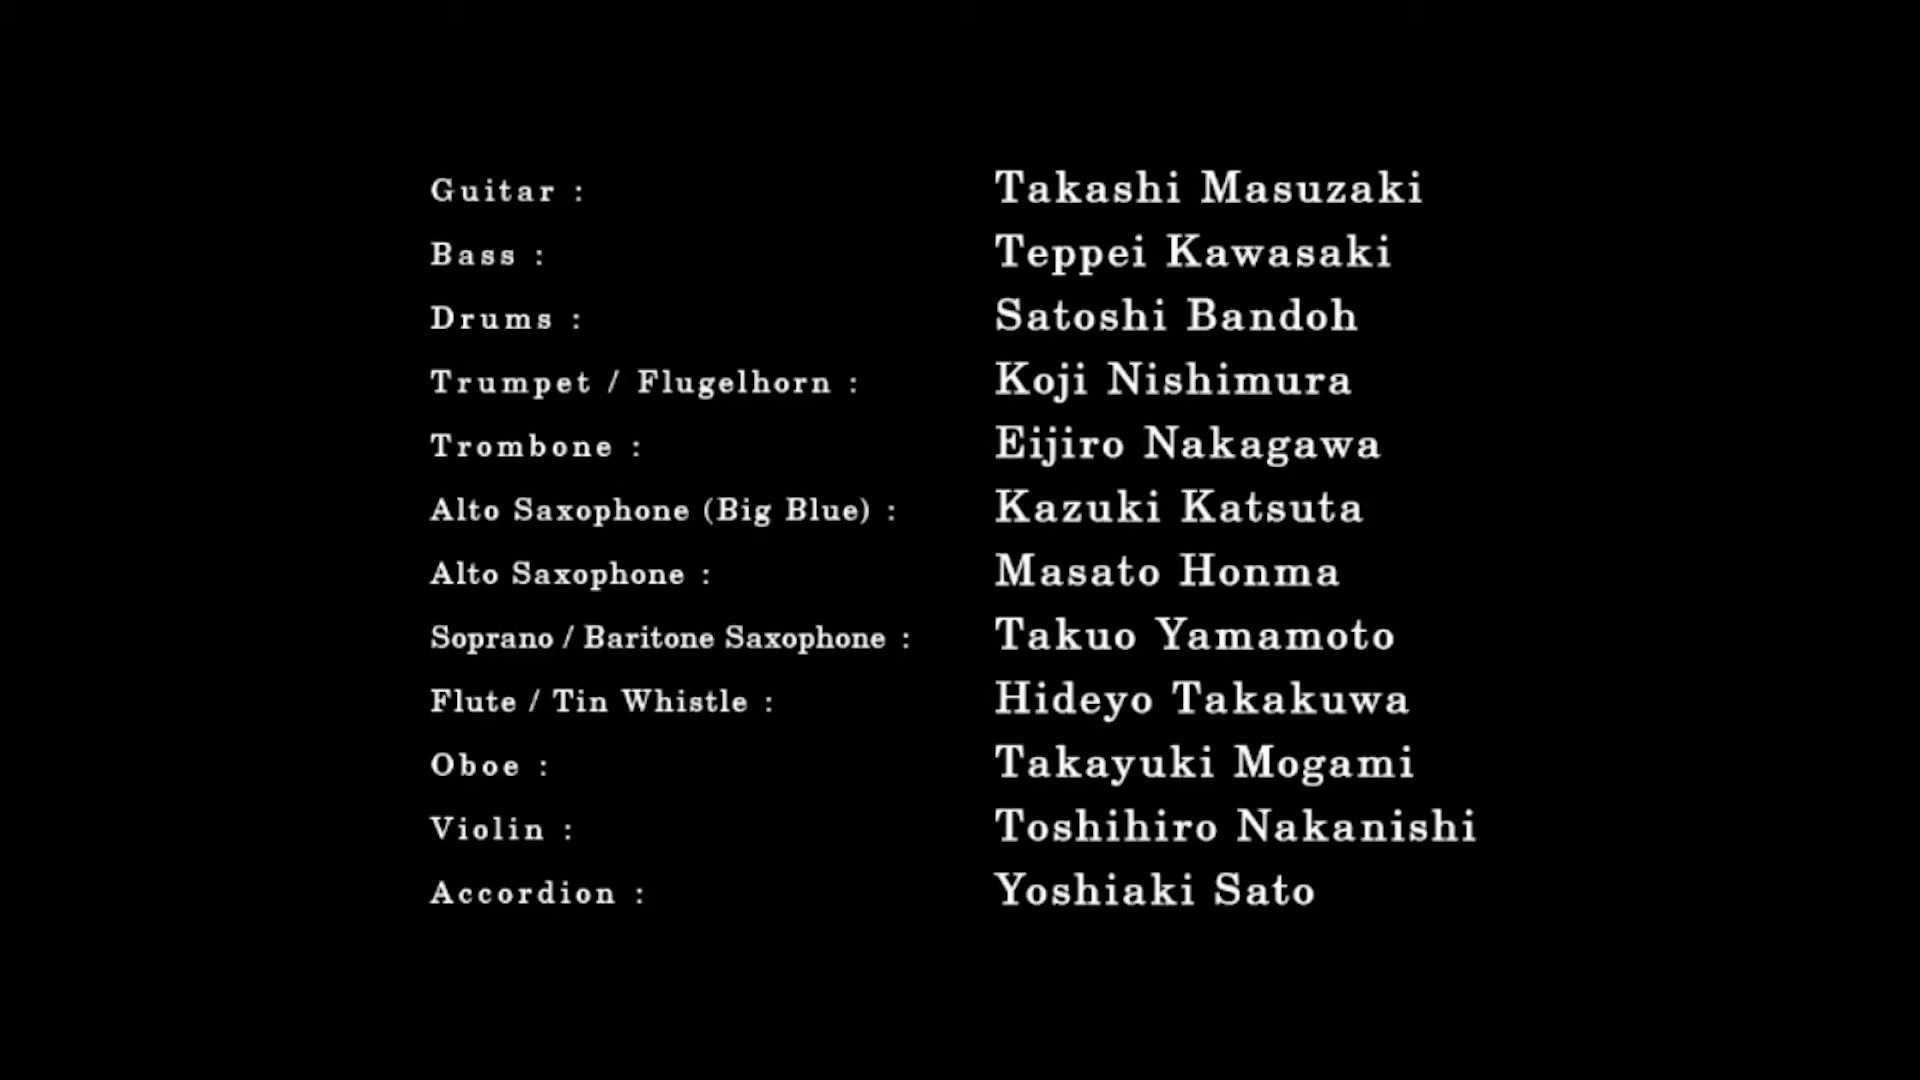 Guitar : Takashi Masuzaki
Bass : Teppei Kawasaki
Drums : Satoshi Bandoh
Trumpet / Flugelhorn : Koji Nishimura
Trombone : Eijiro Nakagawa
Alto Saxophone (Big Blue) : Kazuki Katsuta
Alto Saxophone : Masato Honma
Soprano / Baritone Saxophone : Takuo Yamamoto
Flute / Tin Whistle : Hideyo Takakuwa
Oboe : Takayuki Mogami
Violin : Toshihiro Nakanishi
Accordion : Yoshiaki Sato